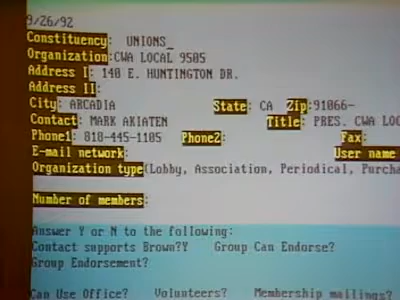 9/26/92
Constituency: UNIONS_
Organization:CWA LOCAL 9505
Address I: 140 E. HUNTINGTON DR.
Address II:
City: ARCADIA State: CA Zip:91066-
Contact: MARK AKIATEN Title: PRES. CWA LOC
Phone1: 818-445-1105 Phone2: Fax:
E-mail network: User name
Organization type(Lobby, Association, Periodical, Purcha
Number of members:
Answer Y or N to the following:
Contact supports Brown?Y Group Can Endorse?
Group Endorsement?
Can Use Office? Volunteers? Membership mailings?